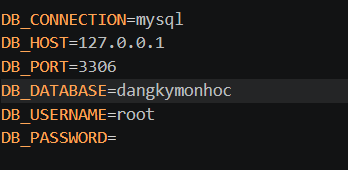 DB_CONNECTION=mysql
DB_HOST=127.0.0.1
DB_PORT=3306
DB_DATABASE=dangkymonhoc
DB_USERNAME=root
DB_PASSWORD=